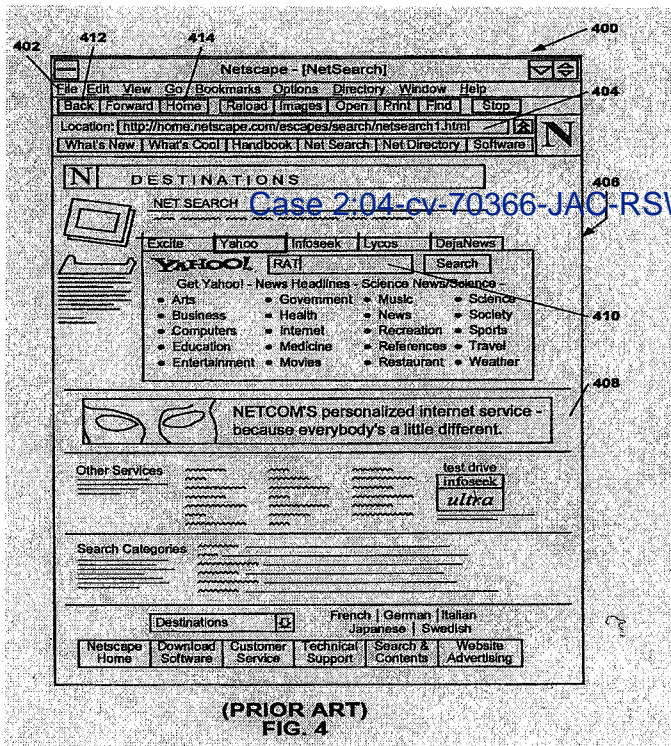 400
402 412 414
Netscape - [NetSearch]
File Edit View Go Bookmarks Options Directory Window Help
Back Forward Home Reload Images Open Print Find Stop
404
Location: http://home.netscape.com/escapes/search/netsearch1.html
N
What's New What's Cool Handbook Net Search Net Directory Software
N DESTINATIONS
406
NET SEARCH
Case 2:04-cv-70366-JAC-RSW
Excite Yahoo Infoseek Lycos DejaNews
YAHOO! RAT Search
Get Yahoo! - News Headlines - Science News/Science -
410
Arts Government Music Science
Business Health News Society
Computers Internet Recreation Sports
Education Medicine References Travel
Entertainment Movies Restaurant Weather
408
NETCOM'S personalized internet service -
because everybody's a little different.
Other Services
test drive
infoseek
ultra
Search Categories
Destinations
French | German | Italian
Japanese | Swedish
Netscape Home Download Software Customer Service Technical Support Search & Contents Website Advertising
(PRIOR ART)
FIG. 4